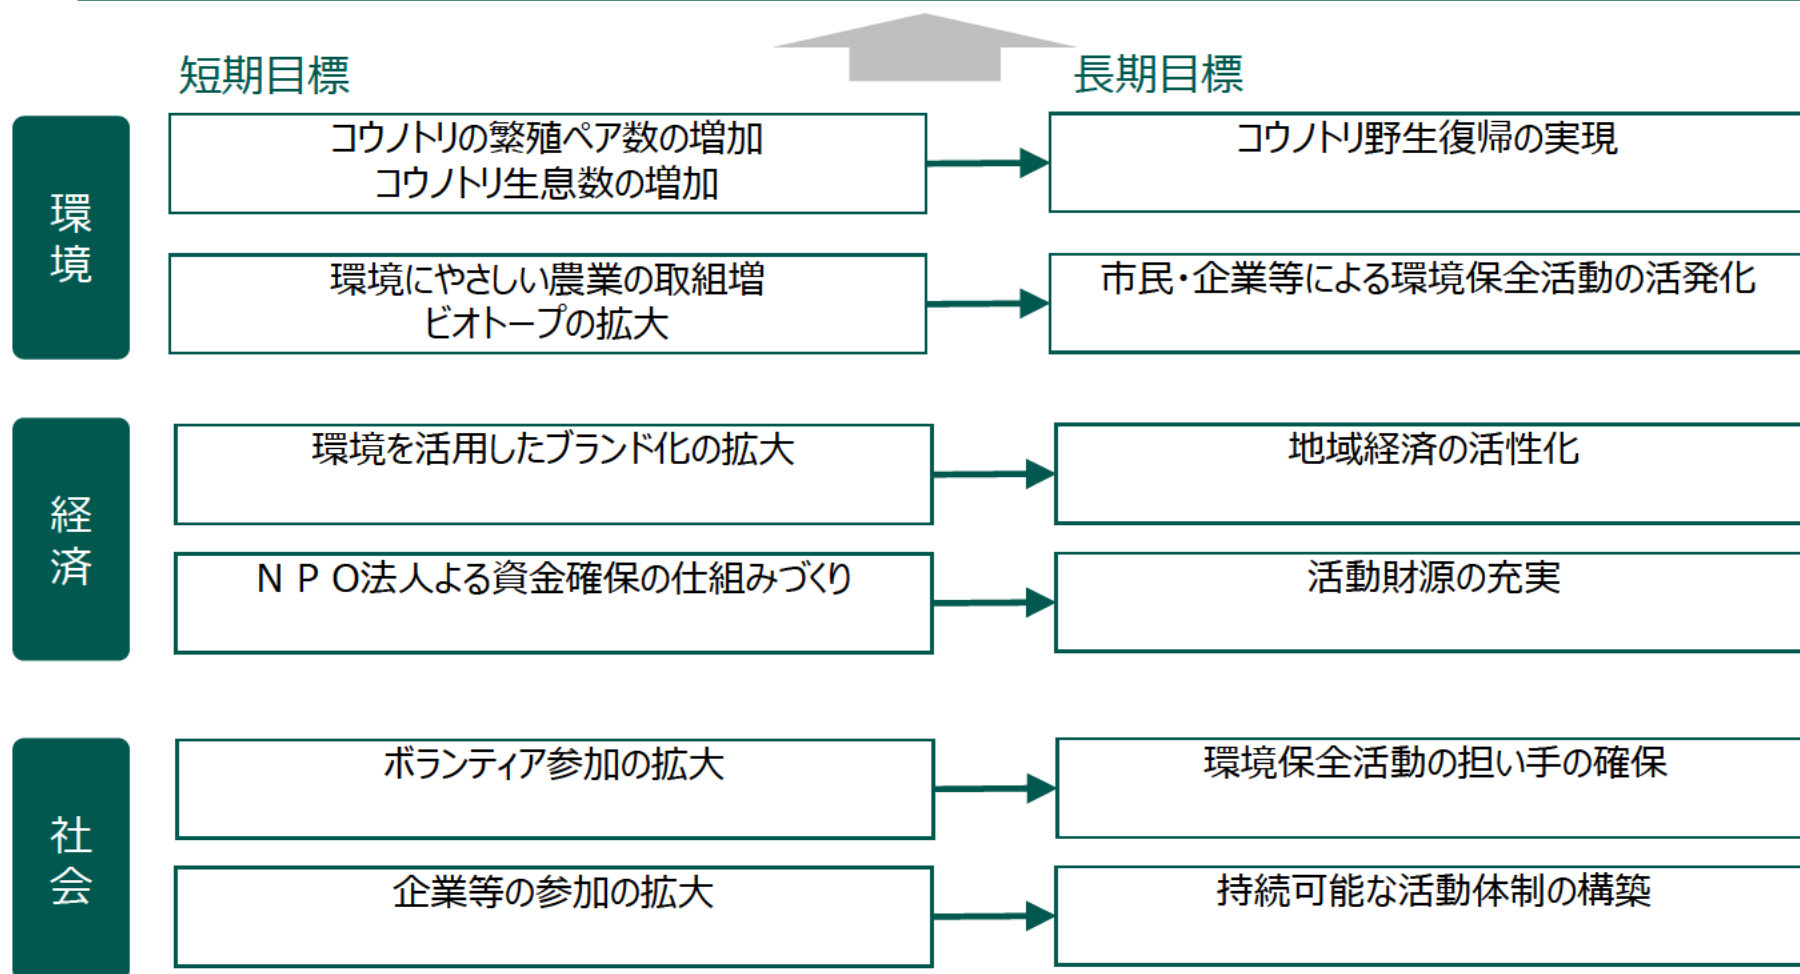 短期目標
長期目標
環境
コウノトリの繁殖ペア数の増加
コウノトリ生息数の増加
コウノトリ野生復帰の実現
環境にやさしい農業の取組増
ビオトープの拡大
市民・企業等による環境保全活動の活発化
経済
環境を活用したブランド化の拡大
地域経済の活性化
ＮＰＯ法人よる資金確保の仕組みづくり
活動財源の充実
社会
ボランティア参加の拡大
環境保全活動の担い手の確保
企業等の参加の拡大
持続可能な活動体制の構築